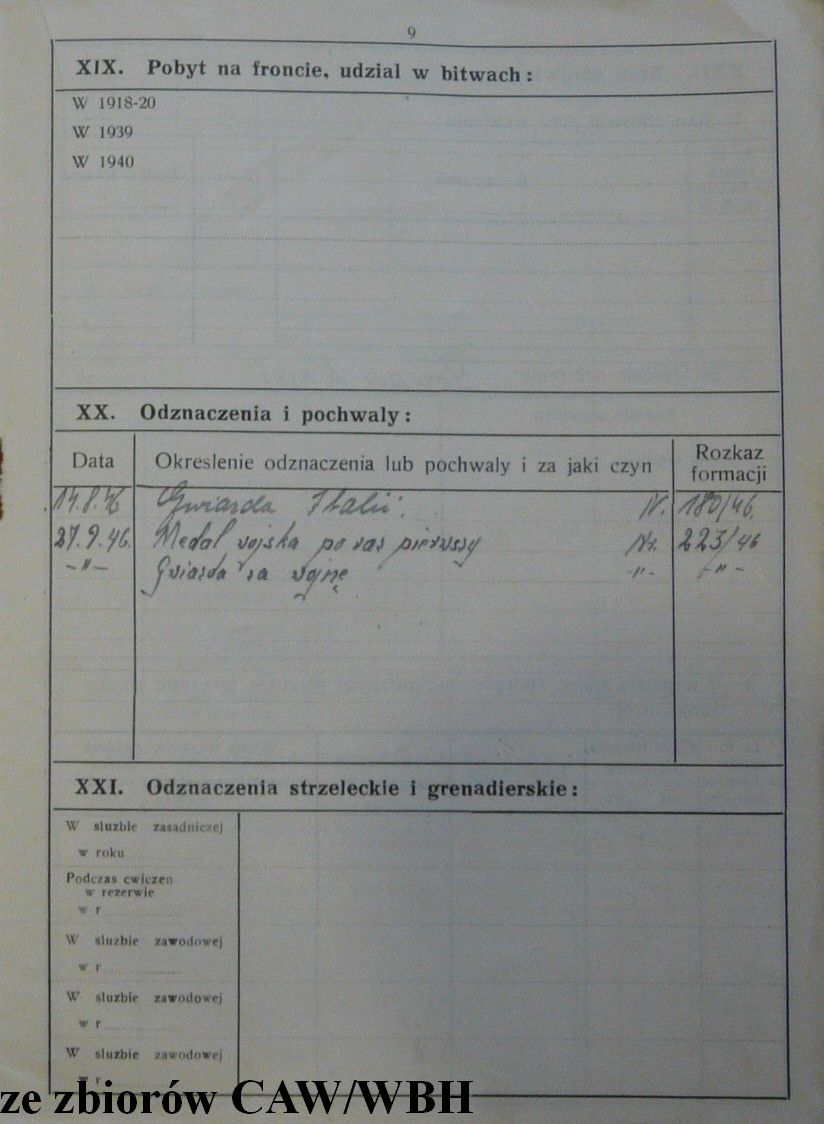 9
XIX. Pobyt na froncie, udzial w bitwach:
W 1918-20
W 1939
W 1940
XX. Odznaczenia i pochwaly:
Data Okreslenie odznaczenia lub pochwaly i za jaki czyn Rozkaz formacji
14.8.46 Gwiazda Italii. N. 180/46.
27.9.46. Medal wojska po raz pierwszy Nr. 223/46
-"- Gwiazda za wojnę -"- -"-
XXI. Odznaczenia strzeleckie i grenadierskie:
W sluzbie zasadniczej
w roku
Podczas cwiczen
w rezerwie
w r
W sluzbie zawodowej
w r
W sluzbie zawodowej
w r
W sluzbie zawodowej
w r
ze zbiorów CAW/WBH